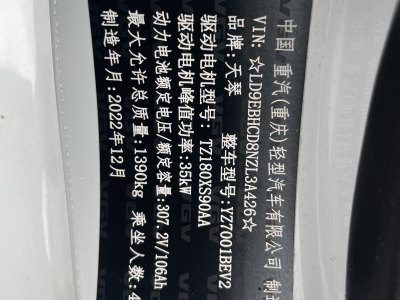 中国 重汽(重庆)轻型汽车有限公司 制
VIN: ☆LD9EBHCD8NZL3A426☆
品牌: 天琴 整车型号: YZ7001BEV2
驱动电机型号: TZ180XS90AA
驱动电机峰值功率: 35kW
动力电池额定电压/额定容量: 307.2V/106Ah
最大允许总质量: 1390kg 乘坐人数: 4
制造年月: 2022年12月